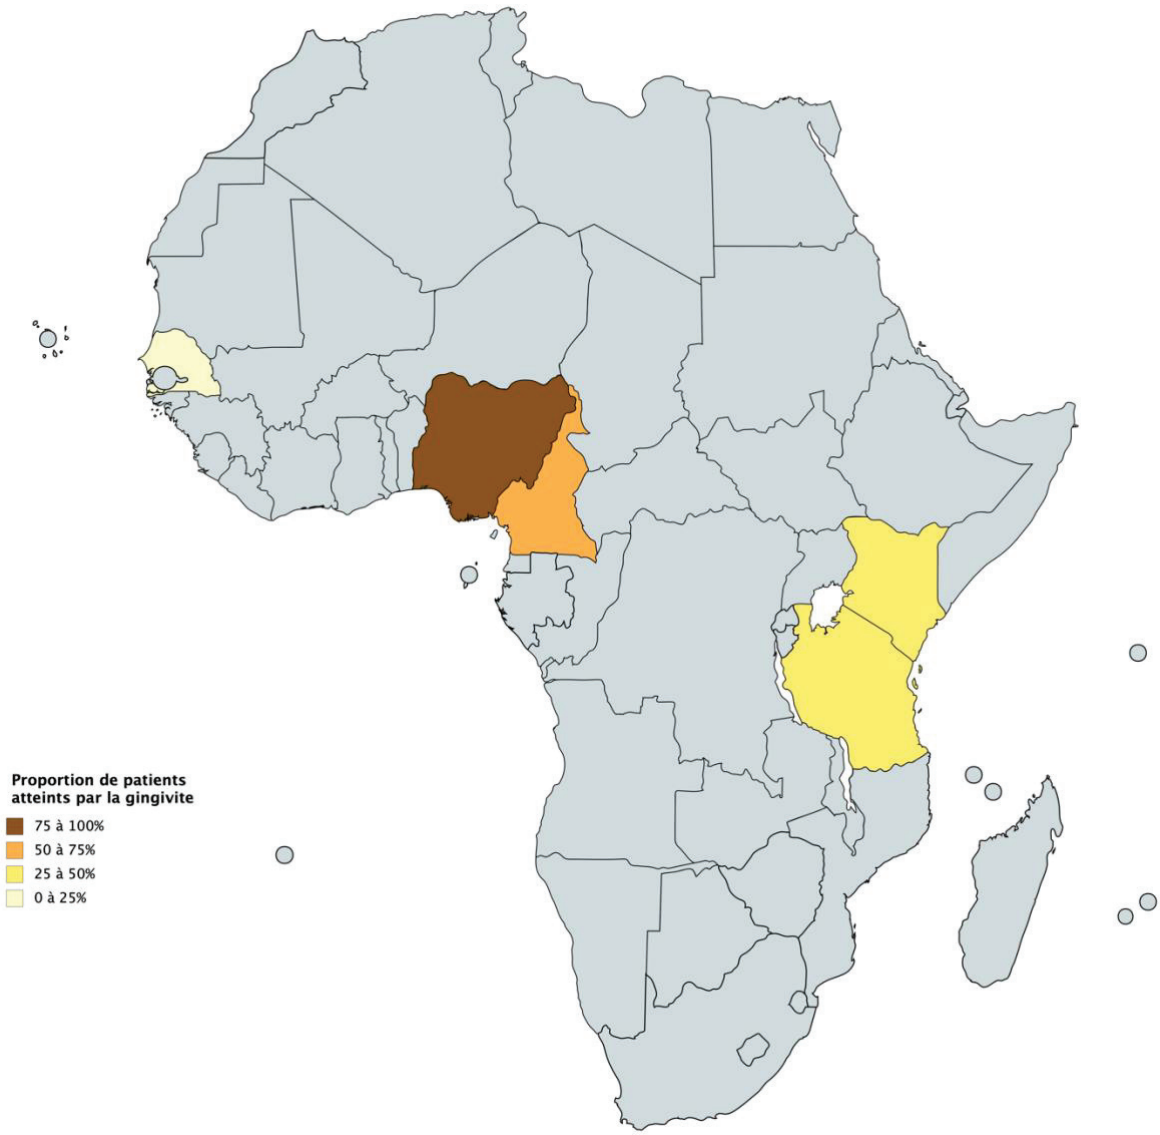 Proportion de patients
atteints par la gingivite
75 à 100%
50 à 75%
25 à 50%
0 à 25%